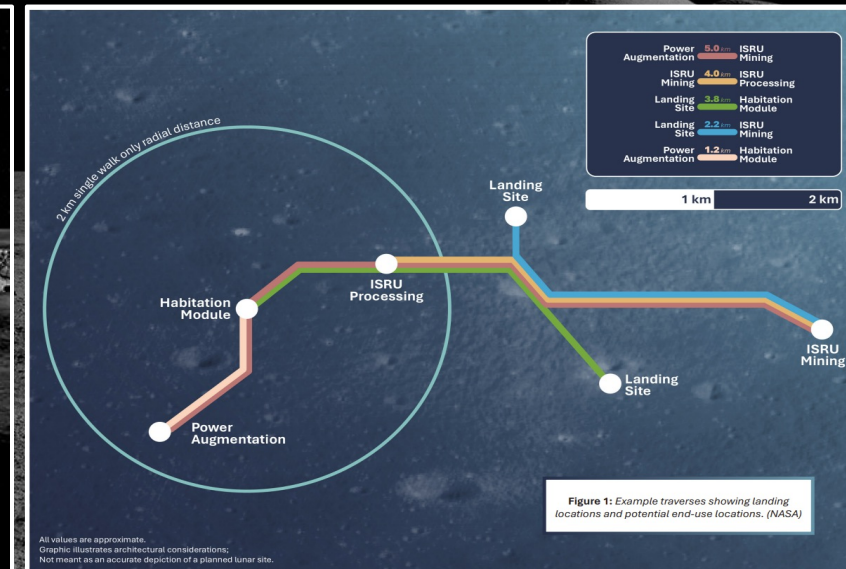 Power
Augmentation
5.0 km
ISRU
Mining
ISRU
Mining
4.0 km
ISRU
Processing
Landing
Site
3.8 km
Habitation
Module
Landing
Site
2.2 km
ISRU
Mining
Power
Augmentation
1.2 km
Habitation
Module
1 km 2 km
2 km single walk only radial distance
Landing
Site
ISRU
Processing
Habitation
Module
ISRU
Mining
Landing
Site
Power
Augmentation
Figure 1: Example traverses showing landing
locations and potential end-use locations. (NASA)
All values are approximate.
Graphic illustrates architectural considerations;
Not meant as an accurate depiction of a planned lunar site.